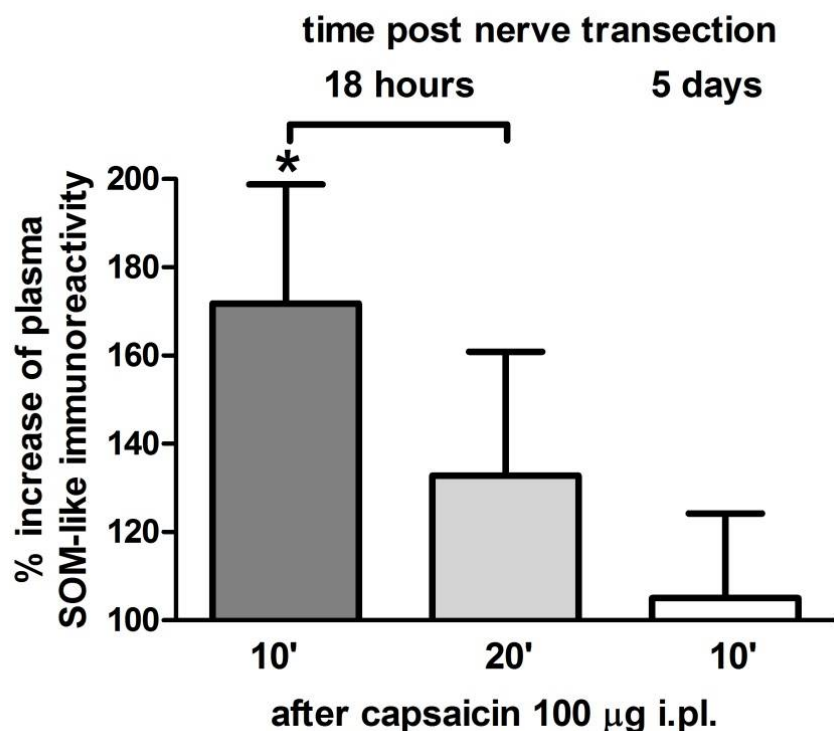 time post nerve transection
18 hours 5 days
*
% increase of plasma
SOM-like immunoreactivity
200
180
160
140
120
100
10' 20' 10'
after capsaicin 100 μg i.pl.